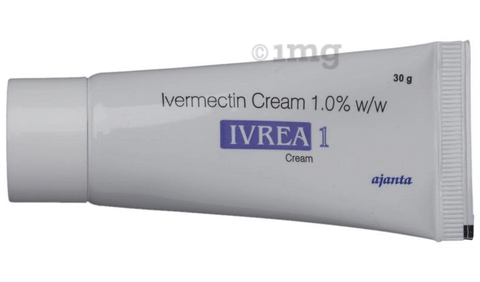 ©1mg
30 g
Ivermectin Cream 1.0% w/w
IVREA 1
Cream
ajanta